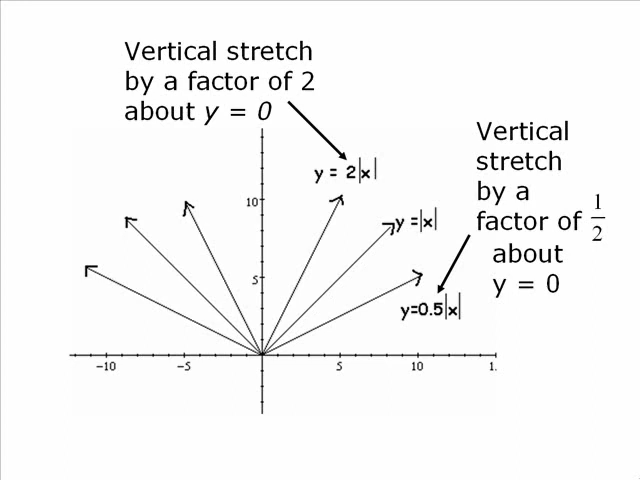 Vertical stretch
by a factor of 2
about y = 0
Vertical
stretch
by a
factor of 1/2
about
y = 0
y = 2|x|
y = |x|
y=0.5|x|
10
5
−10
−5
5
10
1.